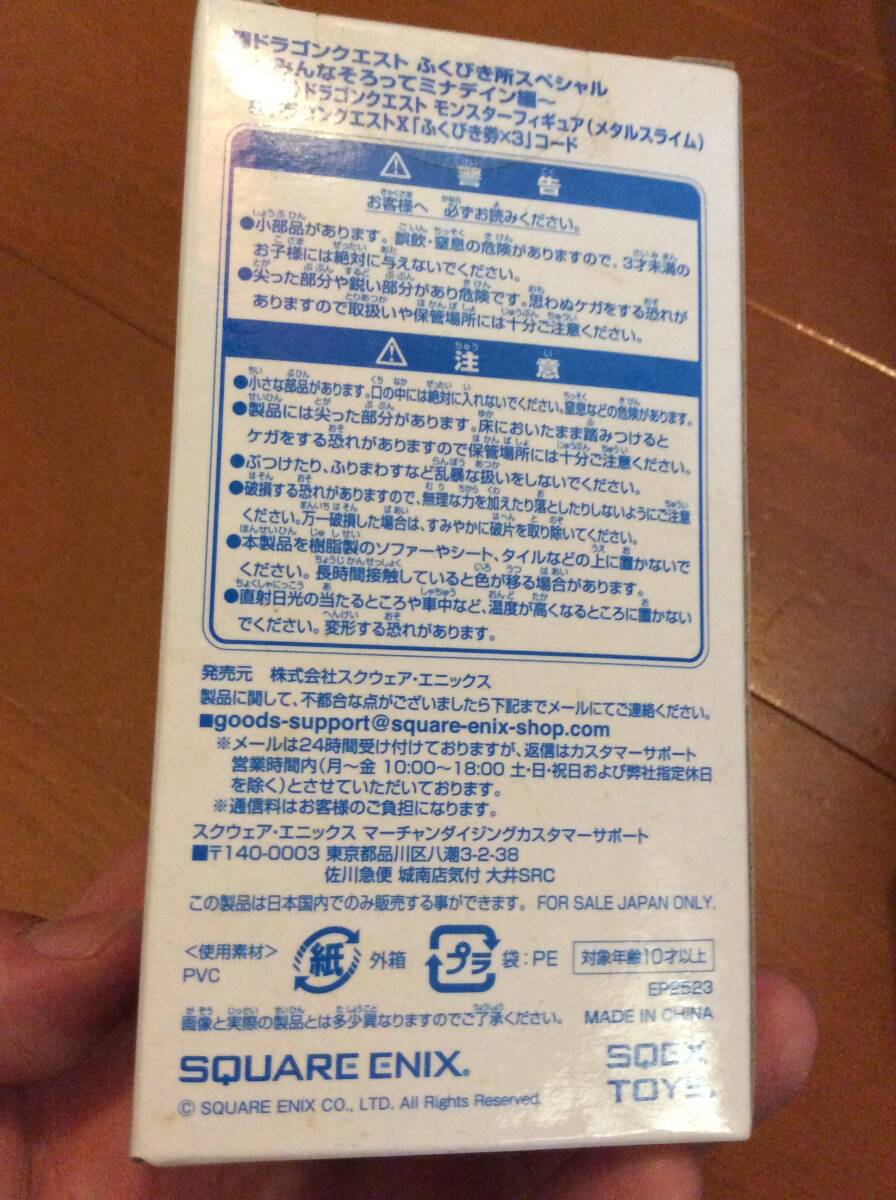 ドラゴンクエスト ふくびき所スペシャル
みんなそろってミナデイン編～
ドラゴンクエスト モンスターフィギュア(メタルスライム)
ングエストX「ふくびき券×3」コード
警告
お客様へ 必ずお読みください。
●小部品があります。誤飲・窒息の危険がありますので、3才未満の
お子様には絶対に与えないでください。
●尖った部分や鋭い部分があり危険です。思わぬケガをする恐れが
ありますので取扱いや保管場所には十分ご注意ください。
注意
●小さな部品があります。口の中には絶対に入れないでください。窒息などの危険があります。
●製品には尖った部分があります。床においたまま踏みつけると
ケガをする恐れがありますので保管場所には十分ご注意ください。
●ぶつけたり、ふりまわすなど乱暴な扱いをしないでください。
●破損する恐れがありますので、無理な力を加えたり落としたりしないようにご注意
ください。万一破損した場合は、すみやかに破片を取り除いてください。
●本製品を樹脂製のソファーやシート、タイルなどの上に置かないで
ください。長時間接触していると色が移る場合があります。
●直射日光の当たるところや車中など、温度が高くなるところに置かない
でください。変形する恐れがあります。
発売元 株式会社スクウェア・エニックス
製品に関して、不都合な点がございましたら下記までメールにてご連絡ください。
■goods-support@square-enix-shop.com
※メールは24時間受け付けておりますが、返信はカスタマーサポート
営業時間内(月～金 10:00～18:00 土・日・祝日および弊社指定休日
を除く)とさせていただいております。
※通信料はお客様のご負担になります。
スクウェア・エニックス マーチャンダイジングカスタマーサポート
■〒140-0003 東京都品川区八潮3-2-38
佐川急便 城南店気付 大井SRC
この製品は日本国内でのみ販売する事ができます。 FOR SALE JAPAN ONLY.
<使用素材> 紙 外箱 プラ 袋:PE 対象年齢10才以上
PVC
EP2523
画像と実際の製品とは多少異なりますのでご了承ください。 MADE IN CHINA
SQUARE ENIX. SQEX TOYS
© SQUARE ENIX CO., LTD. All Rights Reserved.